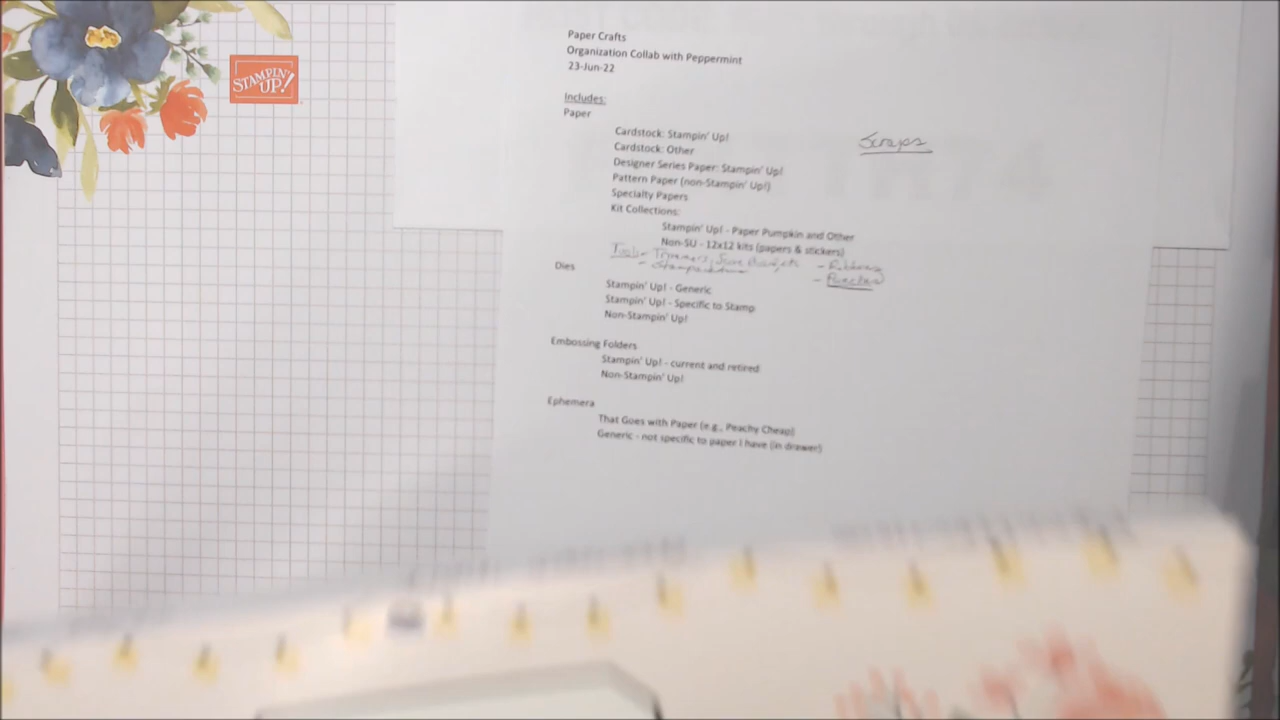 STAMPIN' UP!
Paper Crafts
Organization Collab with Peppermint
23-Jun-22
Includes:
Paper
Cardstock: Stampin' Up!
Scraps
Cardstock: Other
Designer Series Paper: Stampin' Up!
Pattern Paper (non-Stampin' Up!)
Specialty Papers
Kit Collections:
Stampin' Up! - Paper Pumpkin and Other
Non-SU - 12x12 kits (papers & stickers)
Tools - Trimmers, Score - Ribbons
- Punches
Dies
Stampin' Up! - Generic
Stampin' Up! - Specific to Stamp
Non-Stampin' Up!
Embossing Folders
Stampin' Up! - current and retired
Non-Stampin' Up!
Ephemera
That Goes with Paper (e.g., Peachy Cheap)
Generic - not specific to paper I have (in drawer)